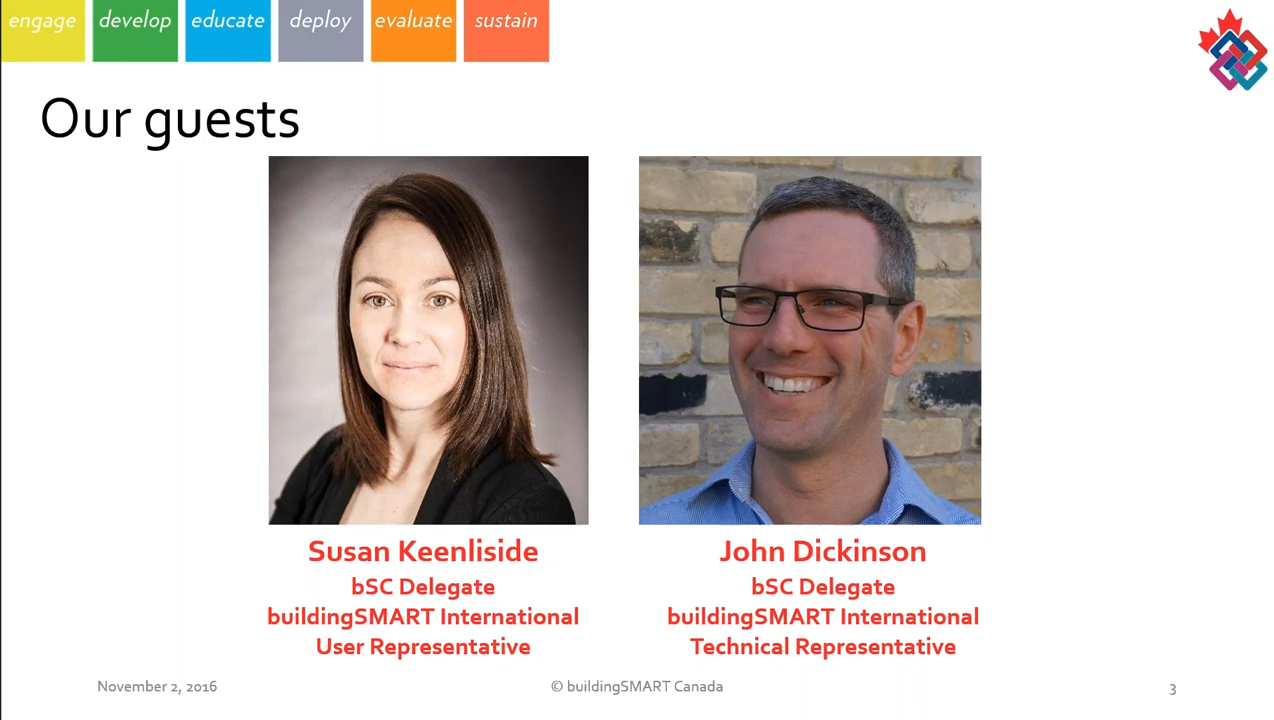 engage develop educate deploy evaluate sustain
Our guests
Susan Keenliside
bSC Delegate
buildingSMART International
User Representative
John Dickinson
bSC Delegate
buildingSMART International
Technical Representative
November 2, 2016 © buildingSMART Canada 3